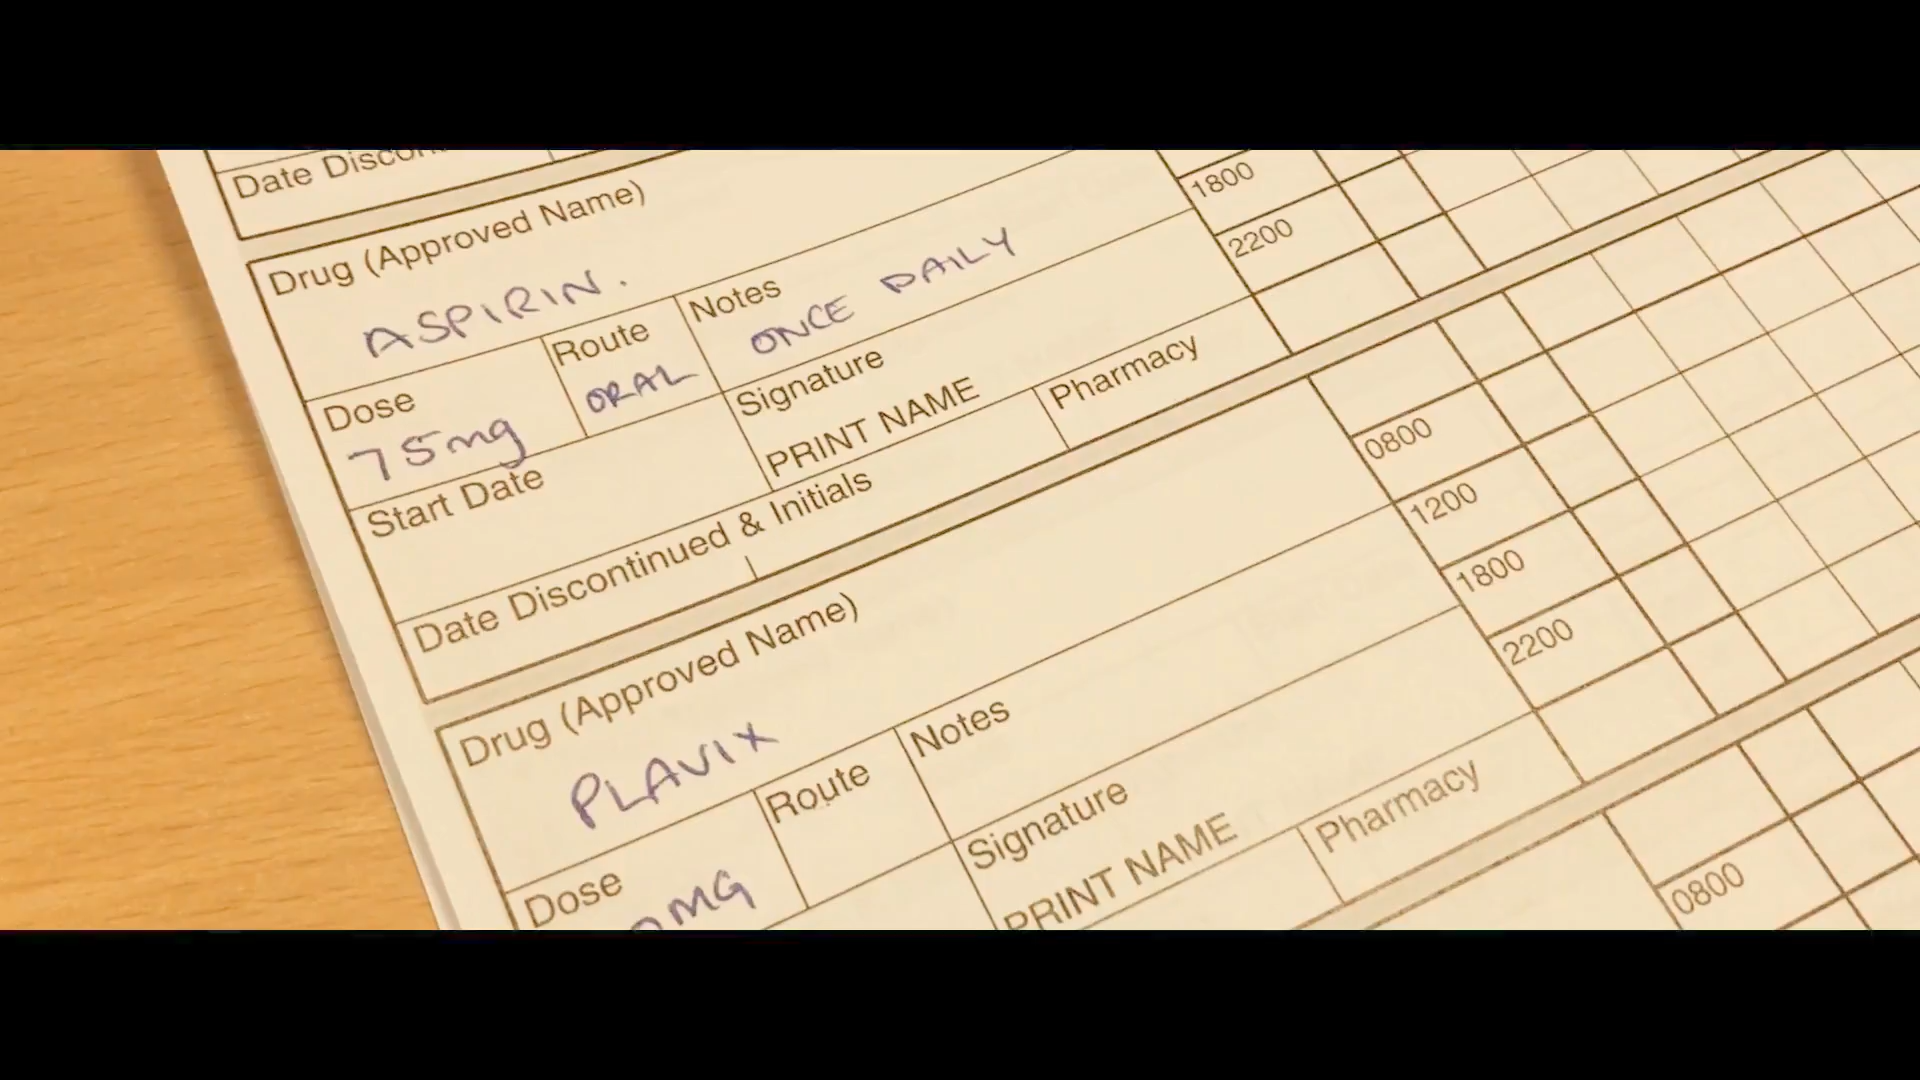 Date Discon
Drug (Approved Name)
ASPIRIN.
Dose
75mg
Route
ORAL
Notes
ONCE DAILY
Start Date
Signature
PRINT NAME
Pharmacy
Date Discontinued & Initials
1800
2200
Drug (Approved Name)
PLAVIX
Dose
0MG
Route
Notes
Signature
PRINT NAME
Pharmacy
0800
1200
1800
2200
0800